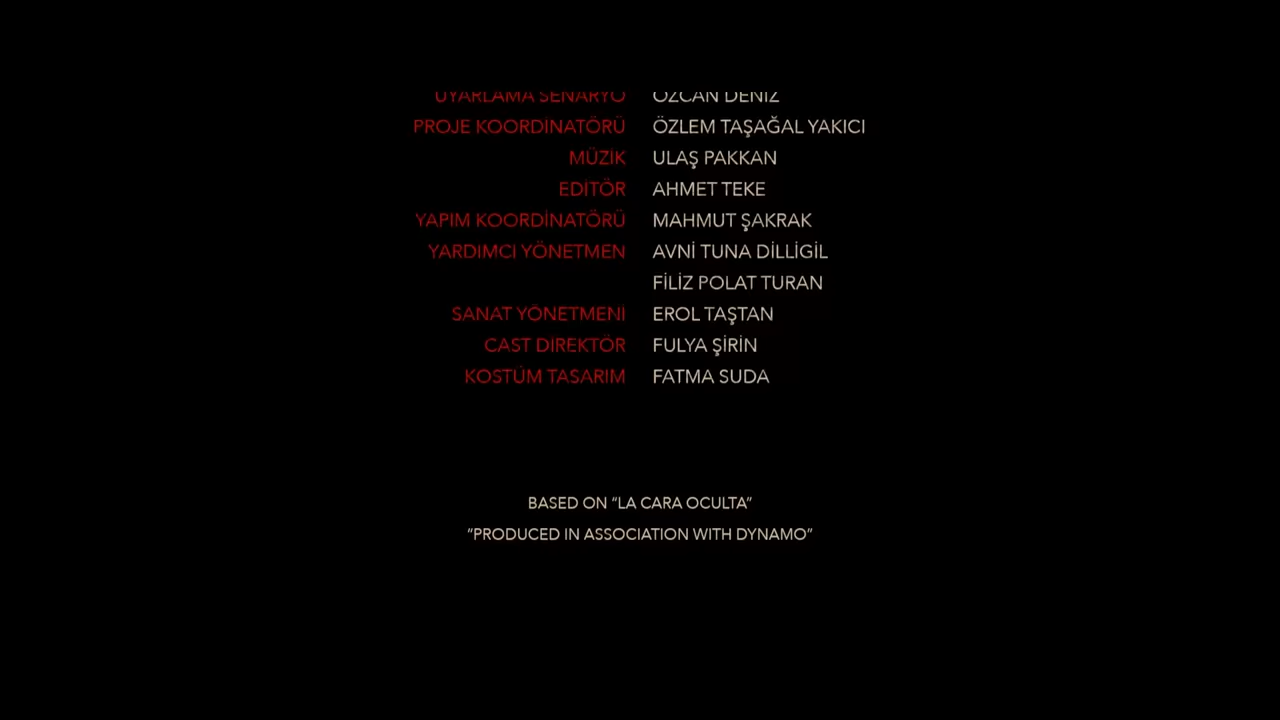 UYARLAMA SENARYO ÖZCAN DENİZ
PROJE KOORDİNATÖRÜ ÖZLEM TAŞAĞAL YAKICI
MÜZİK ULAŞ PAKKAN
EDİTÖR AHMET TEKE
YAPIM KOORDİNATÖRÜ MAHMUT ŞAKRAK
YARDIMCI YÖNETMEN AVNİ TUNA DİLLİGİL
FİLİZ POLAT TURAN
SANAT YÖNETMENİ EROL TAŞTAN
CAST DİREKTÖR FULYA ŞİRİN
KOSTÜM TASARIM FATMA SUDA
BASED ON “LA CARA OCULTA”
“PRODUCED IN ASSOCIATION WITH DYNAMO”